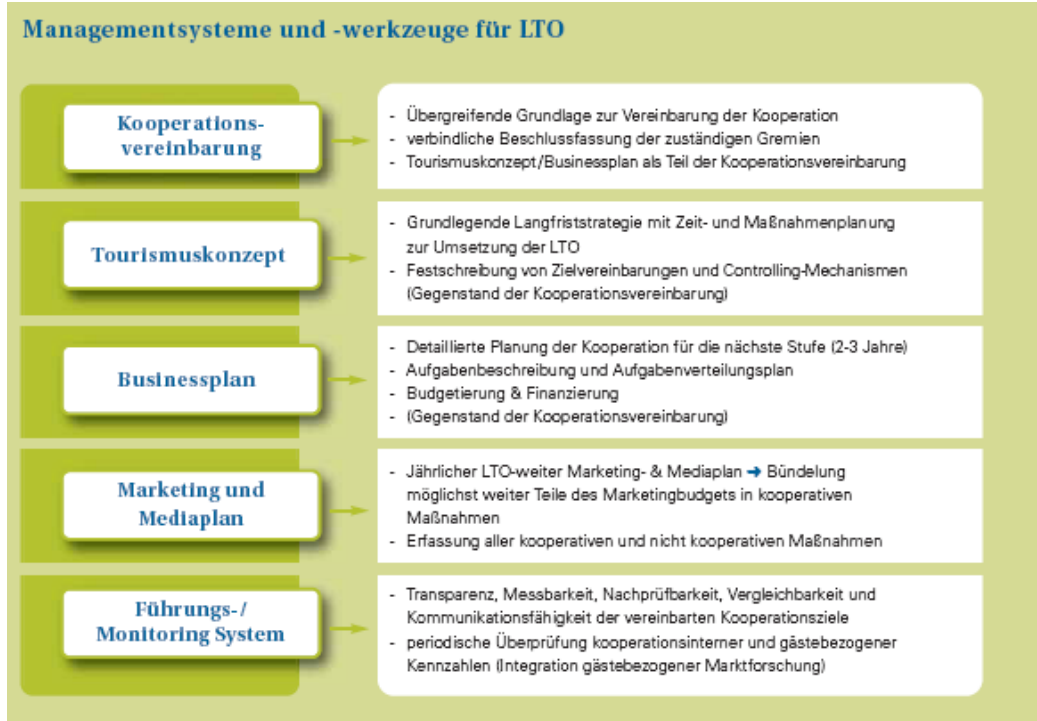 Managementsysteme und -werkzeuge für LTO
Kooperations-
vereinbarung
- Übergreifende Grundlage zur Vereinbarung der Kooperation
- verbindliche Beschlussfassung der zuständigen Gremien
- Tourismuskonzept/Businessplan als Teil der Kooperationsvereinbarung
Tourismuskonzept
- Grundlegende Langfriststrategie mit Zeit- und Maßnahmenplanung
zur Umsetzung der LTO
- Festschreibung von Zielvereinbarungen und Controlling-Mechanismen
(Gegenstand der Kooperationsvereinbarung)
Businessplan
- Detaillierte Planung der Kooperation für die nächste Stufe (2-3 Jahre)
- Aufgabenbeschreibung und Aufgabenverteilungsplan
- Budgetierung & Finanzierung
- (Gegenstand der Kooperationsvereinbarung)
Marketing und
Mediaplan
- Jährlicher LTO-weiter Marketing- & Mediaplan ➜ Bündelung
möglichst weiter Teile des Marketingbudgets in kooperativen
Maßnahmen
- Erfassung aller kooperativen und nicht kooperativen Maßnahmen
Führungs-/
Monitoring System
- Transparenz, Messbarkeit, Nachprüfbarkeit, Vergleichbarkeit und
Kommunikationsfähigkeit der vereinbarten Kooperationsziele
- periodische Überprüfung kooperationsinterner und gästebezogener
Kennzahlen (Integration gästebezogener Marktforschung)